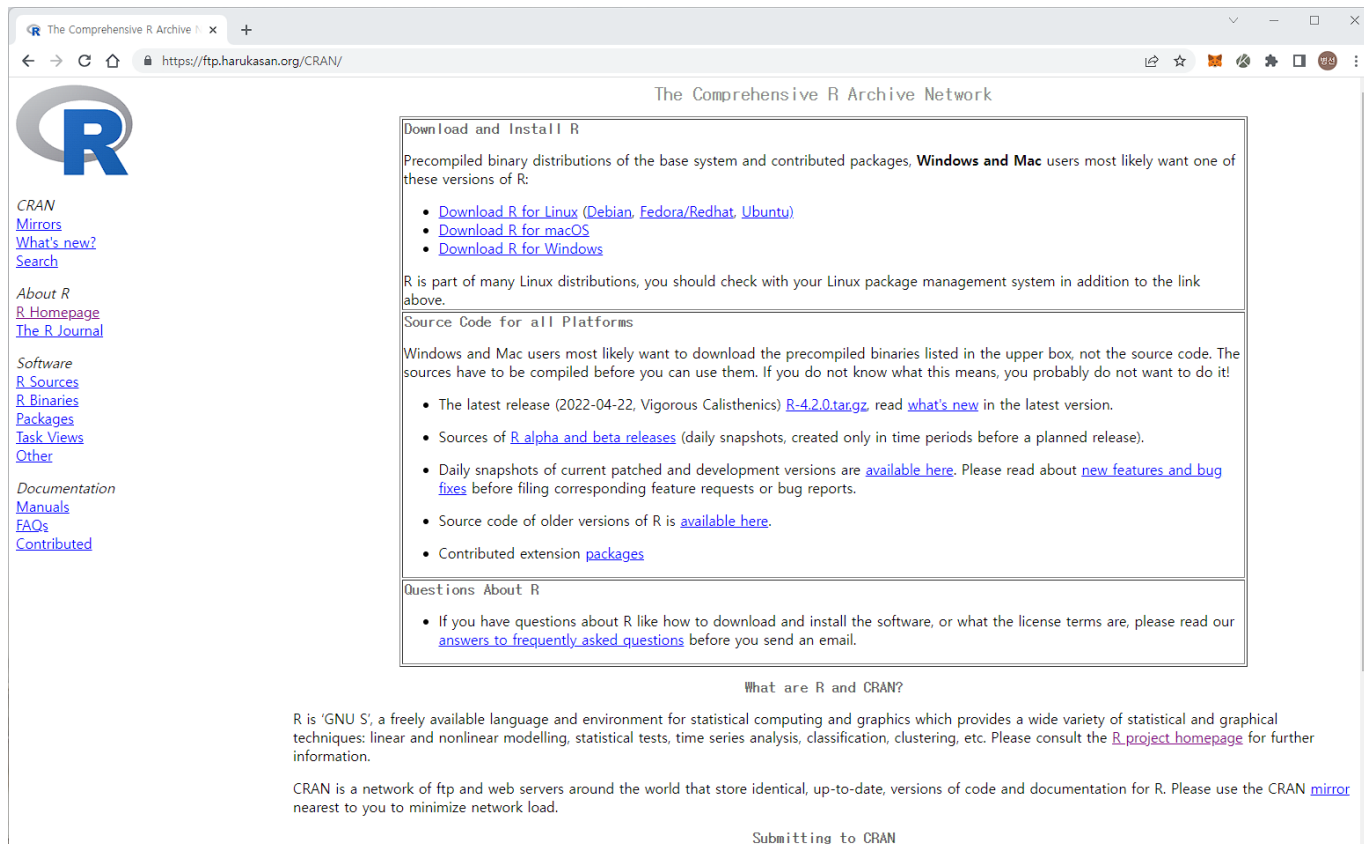 The Comprehensive R Archive N
https://ftp.harukasan.org/CRAN/
병선
R
CRAN
Mirrors
What's new?
Search
About R
R Homepage
The R Journal
Software
R Sources
R Binaries
Packages
Task Views
Other
Documentation
Manuals
FAQs
Contributed
The Comprehensive R Archive Network
Download and Install R
Precompiled binary distributions of the base system and contributed packages, Windows and Mac users most likely want one of
these versions of R:
• Download R for Linux (Debian, Fedora/Redhat, Ubuntu)
• Download R for macOS
• Download R for Windows
R is part of many Linux distributions, you should check with your Linux package management system in addition to the link
above.
Source Code for all Platforms
Windows and Mac users most likely want to download the precompiled binaries listed in the upper box, not the source code. The
sources have to be compiled before you can use them. If you do not know what this means, you probably do not want to do it!
• The latest release (2022-04-22, Vigorous Calisthenics) R-4.2.0.tar.gz, read what's new in the latest version.
• Sources of R alpha and beta releases (daily snapshots, created only in time periods before a planned release).
• Daily snapshots of current patched and development versions are available here. Please read about new features and bug
fixes before filing corresponding feature requests or bug reports.
• Source code of older versions of R is available here.
• Contributed extension packages
Questions About R
• If you have questions about R like how to download and install the software, or what the license terms are, please read our
answers to frequently asked questions before you send an email.
What are R and CRAN?
R is ‘GNU S’, a freely available language and environment for statistical computing and graphics which provides a wide variety of statistical and graphical
techniques: linear and nonlinear modelling, statistical tests, time series analysis, classification, clustering, etc. Please consult the R project homepage for further
information.
CRAN is a network of ftp and web servers around the world that store identical, up-to-date, versions of code and documentation for R. Please use the CRAN mirror
nearest to you to minimize network load.
Submitting to CRAN